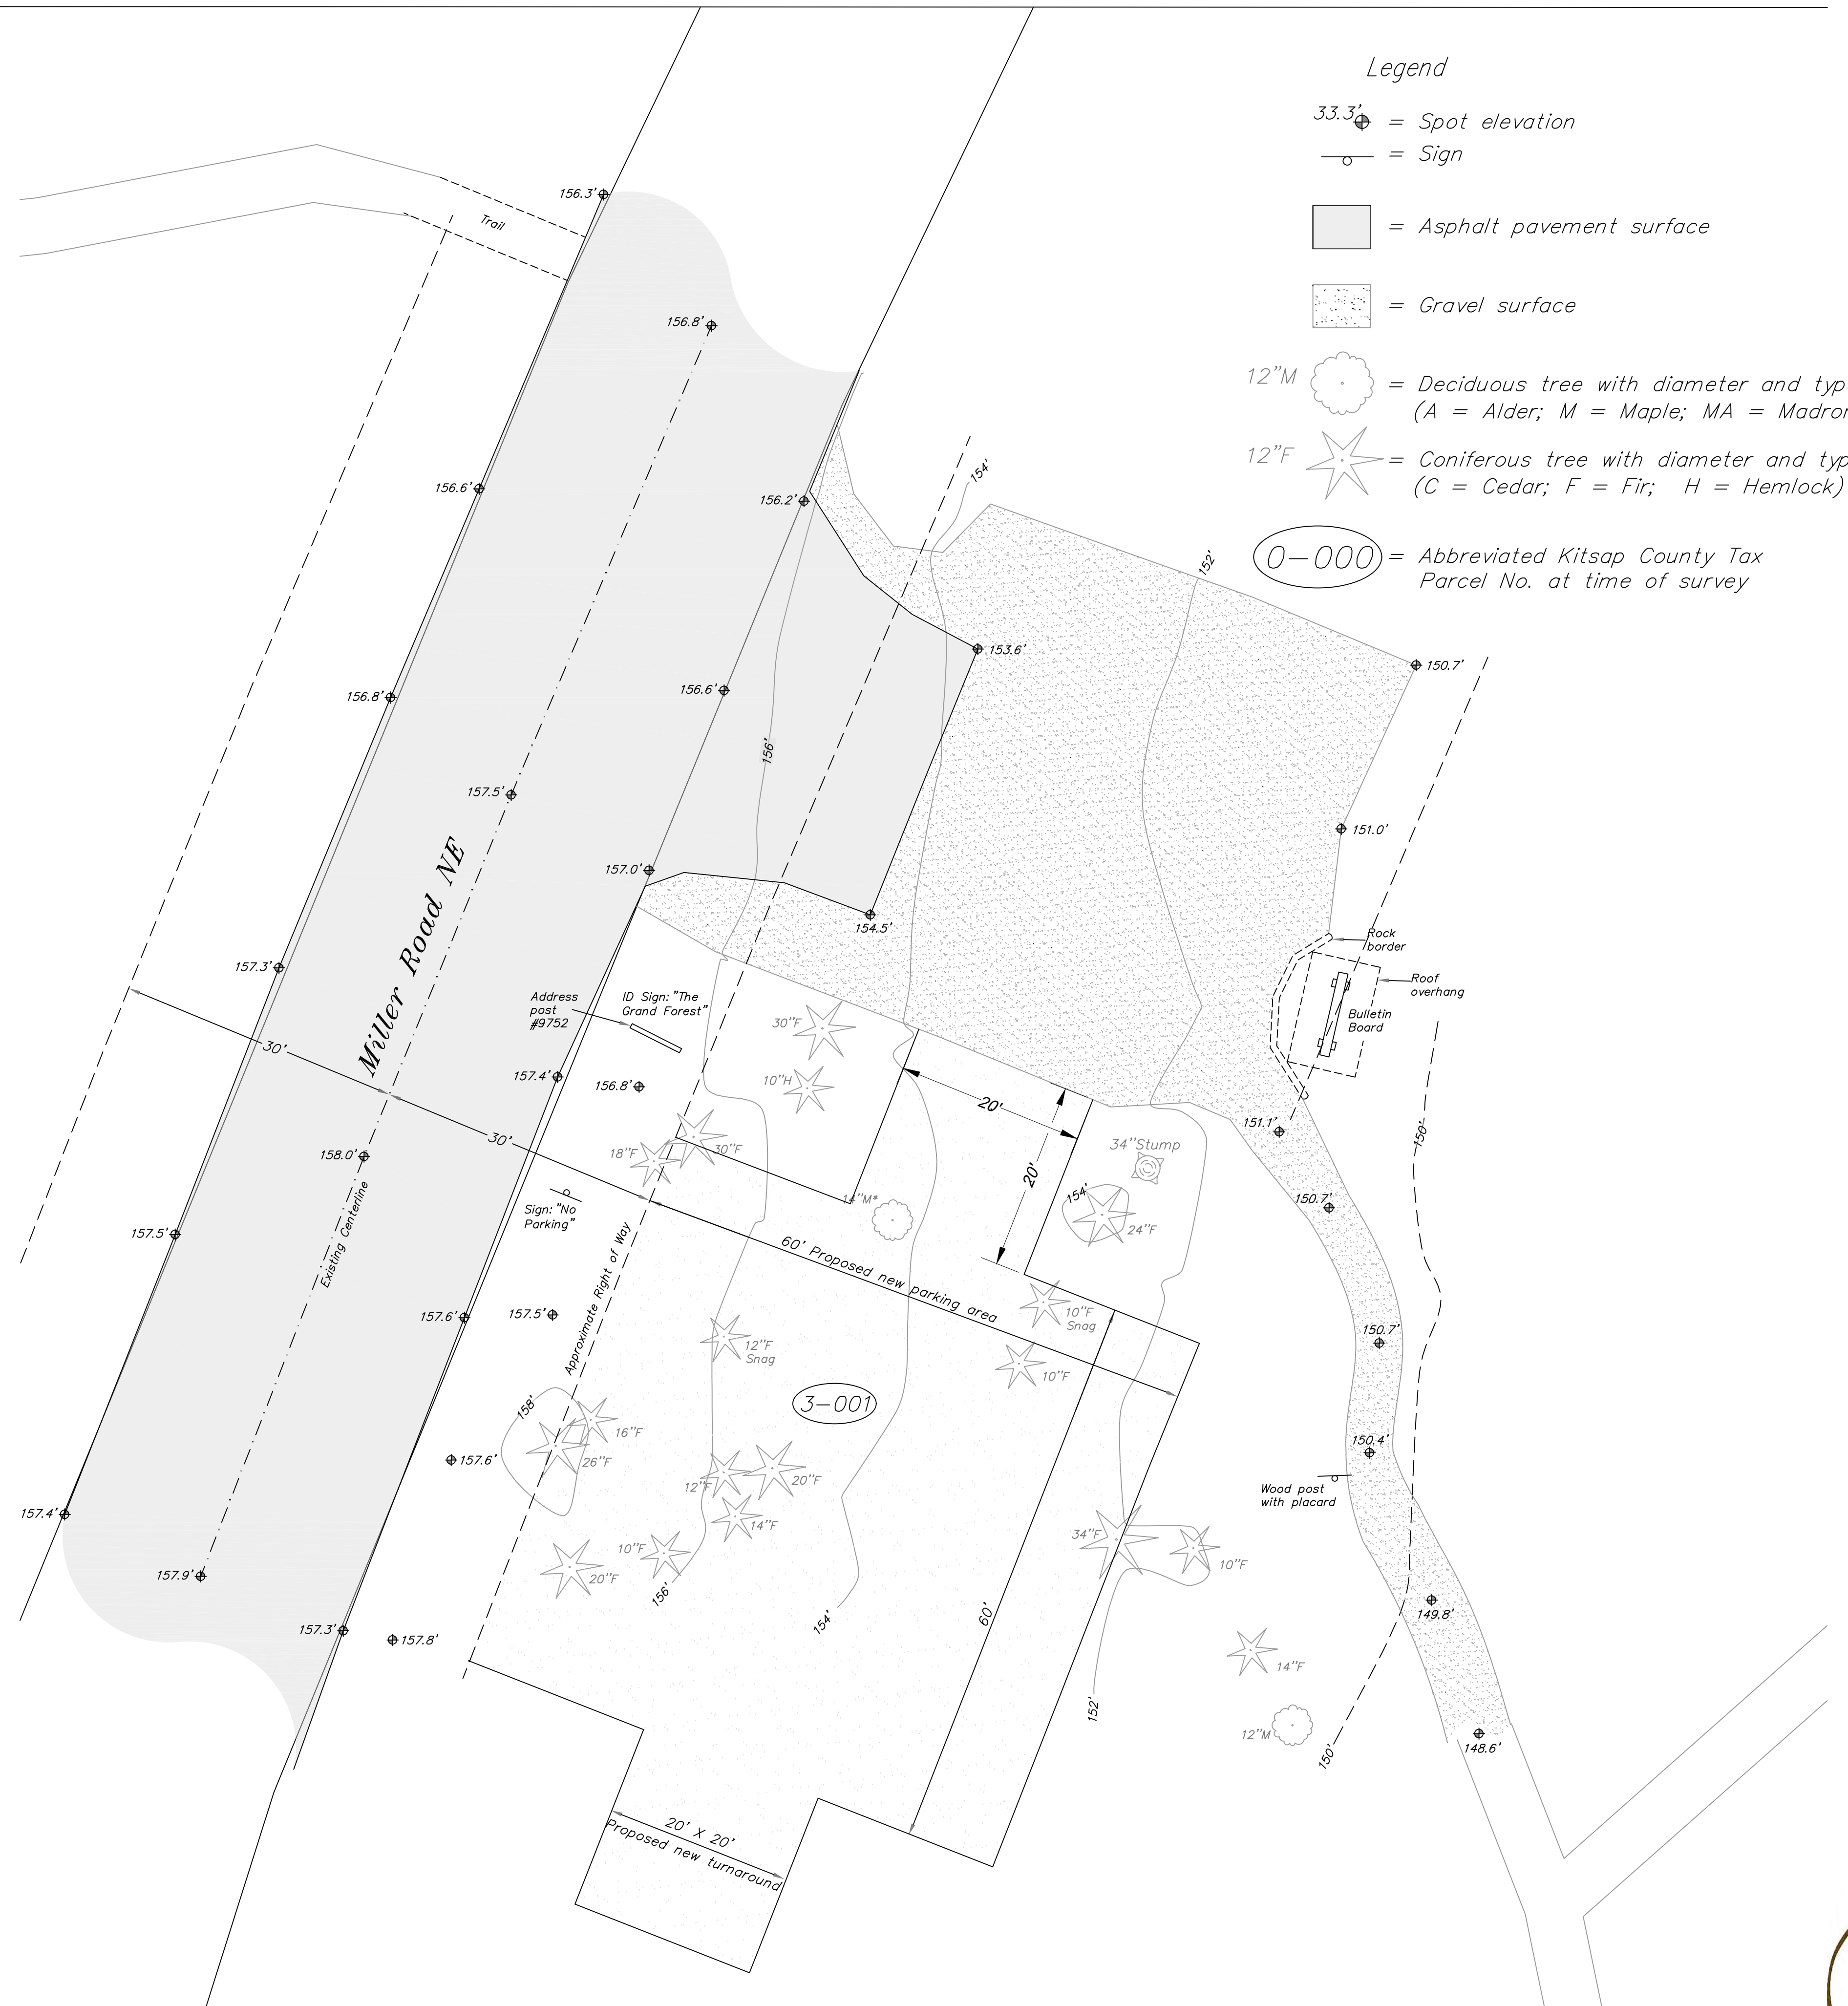 Legend
33.3'
= Spot elevation
= Sign
= Asphalt pavement surface
= Gravel surface
12"M
= Deciduous tree with diameter and typ
(A = Alder; M = Maple; MA = Madron
12"F
= Coniferous tree with diameter and typ
(C = Cedar; F = Fir; H = Hemlock)
0-000
= Abbreviated Kitsap County Tax
Parcel No. at time of survey
156.3'
Trail
156.8'
156.6'
156.2'
154'
152'
153.6'
150.7'
156.8'
156.6'
156'
157.5'
151.0'
157.0'
154.5'
Miller Road NE
157.3'
Rock
border
Roof
overhang
Bulletin
Board
Address
post
#9752
ID Sign: "The
Grand Forest"
30"F
30'
157.4'
156.8'
10"H
20'
151.1'
150'
30'
158.0'
18"F
30"F
34"Stump
20'
154'
14"M*
24"F
150.7'
Sign: "No
Parking"
157.5'
Existing Centerline
Approximate Right of Way
60' Proposed new parking area
157.6'
157.5'
10"F
Snag
12"F
Snag
150.7'
10"F
158'
3-001
16"F
26"F
157.6'
12"F
20"F
150.4'
Wood post
with placard
157.4'
14"F
34"F
10"F
10"F
20"F
157.9'
156'
154'
60'
149.8'
157.3'
157.8'
14"F
152'
12"M
150'
148.6'
20' X 20'
Proposed new turnaround